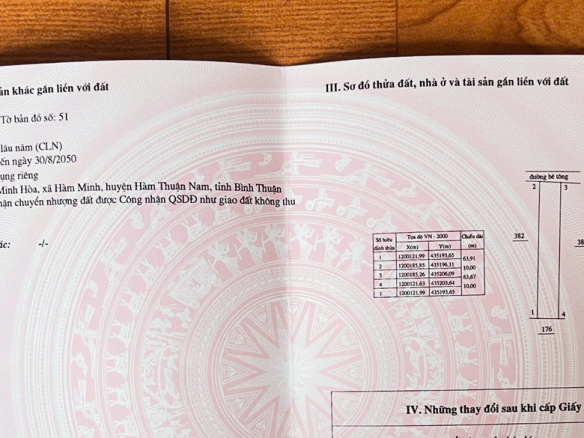 ản khác gắn liền với đất
Tờ bản đồ số: 51
lâu năm (CLN)
ến ngày 30/8/2050
ụng riêng
Minh Hòa, xã Hàm Minh, huyện Hàm Thuận Nam, tỉnh Bình Thuận
hận chuyển nhượng đất được Công nhận QSDĐ như giao đất không thu
ác: -/-
III. Sơ đồ thửa đất, nhà ở và tài sản gắn liền với đất
đường bê tông
2 3
382 38
1 4
176
Số hiệu đỉnh thửa Tọa độ VN - 2000 Chiều dài (m)
X(m) Y(m)
1 1200121,99 435193,65
63,91
2 1200185,85 435196,11
10,00
3 1200185,26 435206,09
63,67
4 1200121,63 435203,64
10,00
1 1200121,99 435193,65
IV. Những thay đổi sau khi cấp Giấy